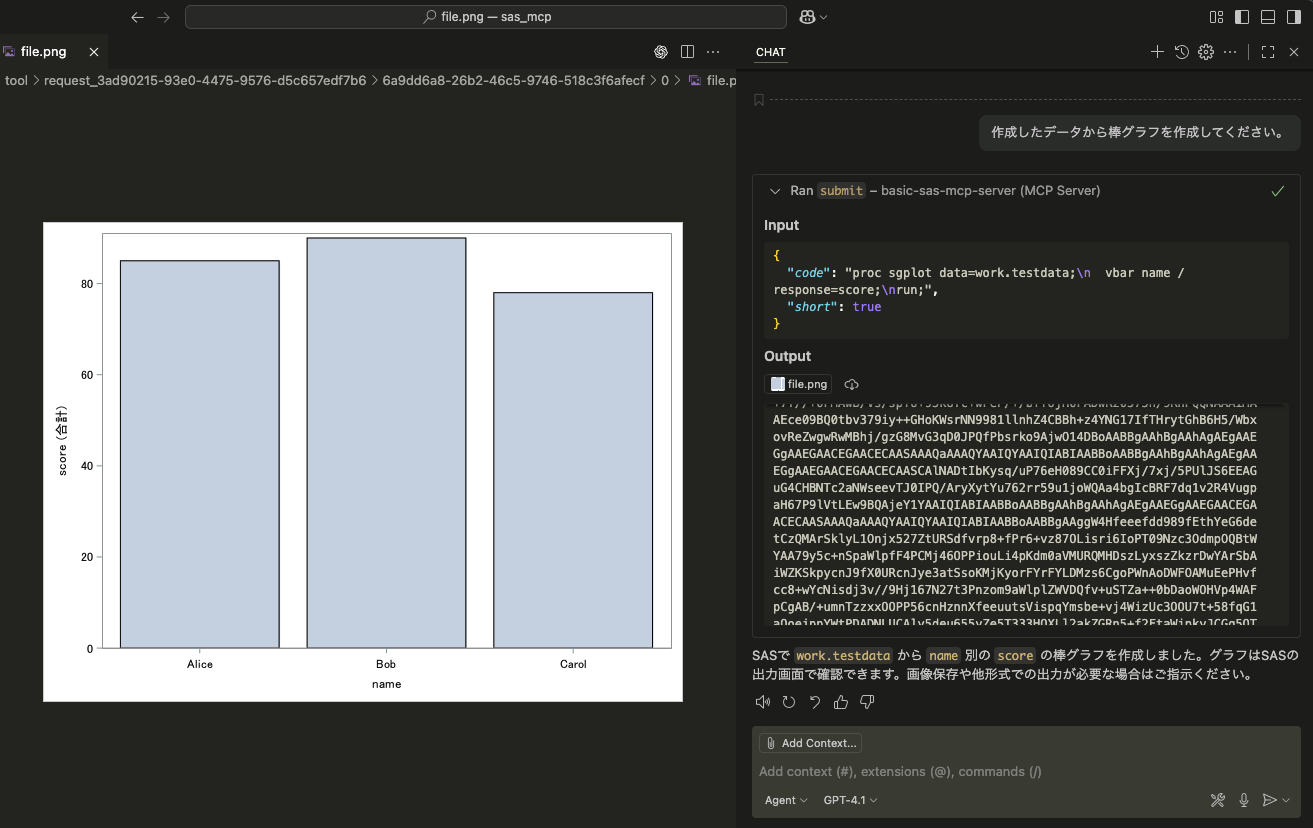 file.png — sas_mcp
file.png
CHAT
tool > request_3ad90215-93e0-4475-9576-d5c657edf7b6 > 6a9dd6a8-26b2-46c5-9746-518c3f6afecf > 0 > file.p
作成したデータから棒グラフを作成してください。
Ran submit – basic-sas-mcp-server (MCP Server)
Input
{
"code": "proc sgplot data=work.testdata;\n  vbar name /
response=score;\nrun;",
"short": true
}
Output
file.png
AEce09BQ0tbv379iy++GHoKWsrNN9981llnhZ4CBBh+z4YNG17IfTHrytGhB6H5/Wbx
ovReZwgwRwMBhj/gzG8MvG3qD0JPQfPbsrko9AjwO14DBoAABBgAAhBgAAhAgAEgAAE
GgAAEGAACEGAACECAASAAAQaAAAQYAAIQYAAIQIABIAABBoAABBgAAhBgAAhAgAEgAA
EGgAAEGAACEGAACECAASCAlNADtIbKysq/uP76eH089CC0iFFXj/7xj/5PUlJS6EEAG
uG4CHBNTc2aNWseevTJ0IPQ/AryXytYu762rr59u1joWQAa4bgIcBRF7dq1v2R4Vugp
aH67P9lVtLEw9BQAjeY1YAAIQIABIAABBoAABBgAAhBgAAhAgAEgAAEGgAAEGAACEGA
ACECAASAAAQaAAAQYAAIQYAAIQIABIAABBoAABBgAAggW4Hfeeefdd989fEthYeG6de
tCzQMArSklyL1Onjx527ZtURSdfvrp8+fPr6+vz87OLisri6IoPT09Nzc3OdmpOQBtW
YAA79y5c+nSpaWlpfF4PCMj46OPPiouLi4pKdm0aVMURQMHDszLyxszZkzrDwYArSbA
iWZKSkpycnJ9fX0URcnJye3atSsoKMjKyorFYrFYLDMzs6CgoPWnAoDWFOAMuEePHvf
cc8+wYcNisdj3v//9Hj167N27t3Pnzom9aWlplZWVDQfv+uSTZa++0bDaoWOHVp4WAF
pCgAB/+umnTzzxxOOPP56cnHznnXfeeuutsVispqYmsbe+vj4WizUc3OOU7t+58fqG1
85
80
60
40
20
0
score (合計)
Alice Bob Carol
name
SASで work.testdata から name 別の score の棒グラフを作成しました。グラフはSASの
出力画面で確認できます。画像保存や他形式での出力が必要な場合はご指示ください。
Add Context...
Add context (#), extensions (@), commands (/)
Agent GPT-4.1